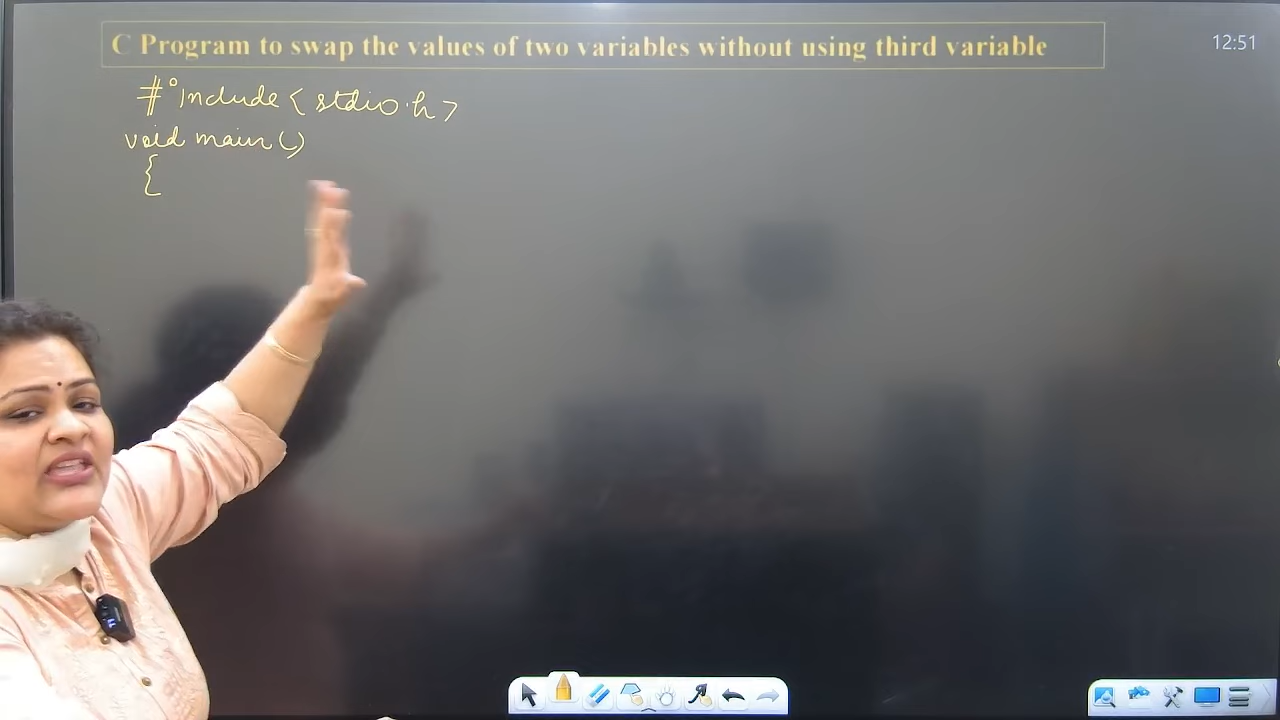 C Program to swap the values of two variables without using third variable
12:51
#include<stdio.h>
void main()
{